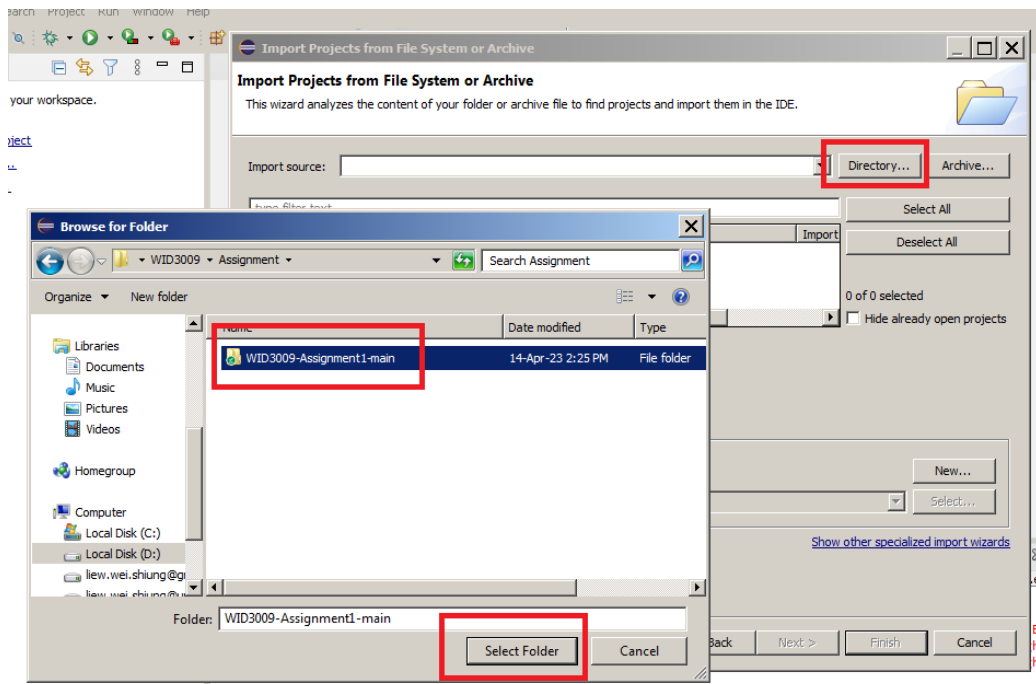 Search Project Run Window Help
Import Projects from File System or Archive
Import Projects from File System or Archive
This wizard analyzes the content of your folder or archive file to find projects and import them in the IDE.
your workspace.
Import source:
Directory...
Archive...
type filter text
Select All
Import
Deselect All
0 of 0 selected
Hide already open projects
New...
Select...
Show other specialized import wizards
Back
Next >
Finish
Cancel
Browse for Folder
WID3009
Assignment
Search Assignment
Organize
New folder
Name
Date modified
Type
Libraries
Documents
Music
Pictures
Videos
Homegroup
Computer
Local Disk (C:)
Local Disk (D:)
liew.wei.shiung@g
WID3009-Assignment1-main
14-Apr-23 2:25 PM
File folder
Folder:
WID3009-Assignment1-main
Select Folder
Cancel